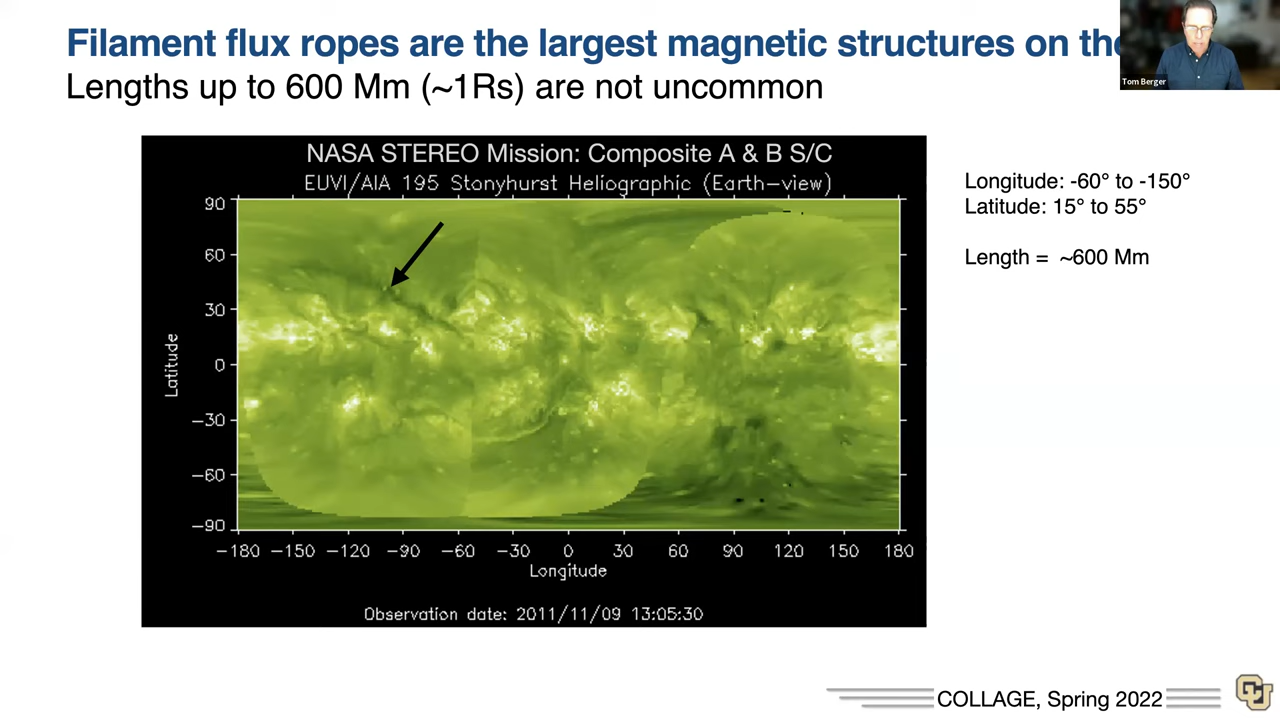 Filament flux ropes are the largest magnetic structures on the
Lengths up to 600 Mm (~1Rs) are not uncommon
Tom Berger
NASA STEREO Mission: Composite A & B S/C
EUVI/AIA 195 Stonyhurst Heliographic (Earth-view)
Longitude: -60° to -150°
Latitude: 15° to 55°
Length = ~600 Mm
90
60
30
0
-30
-60
-90
Latitude
-180 -150 -120 -90 -60 -30 0 30 60 90 120 150 180
Longitude
Observation date: 2011/11/09 13:05:30
COLLAGE, Spring 2022
CU